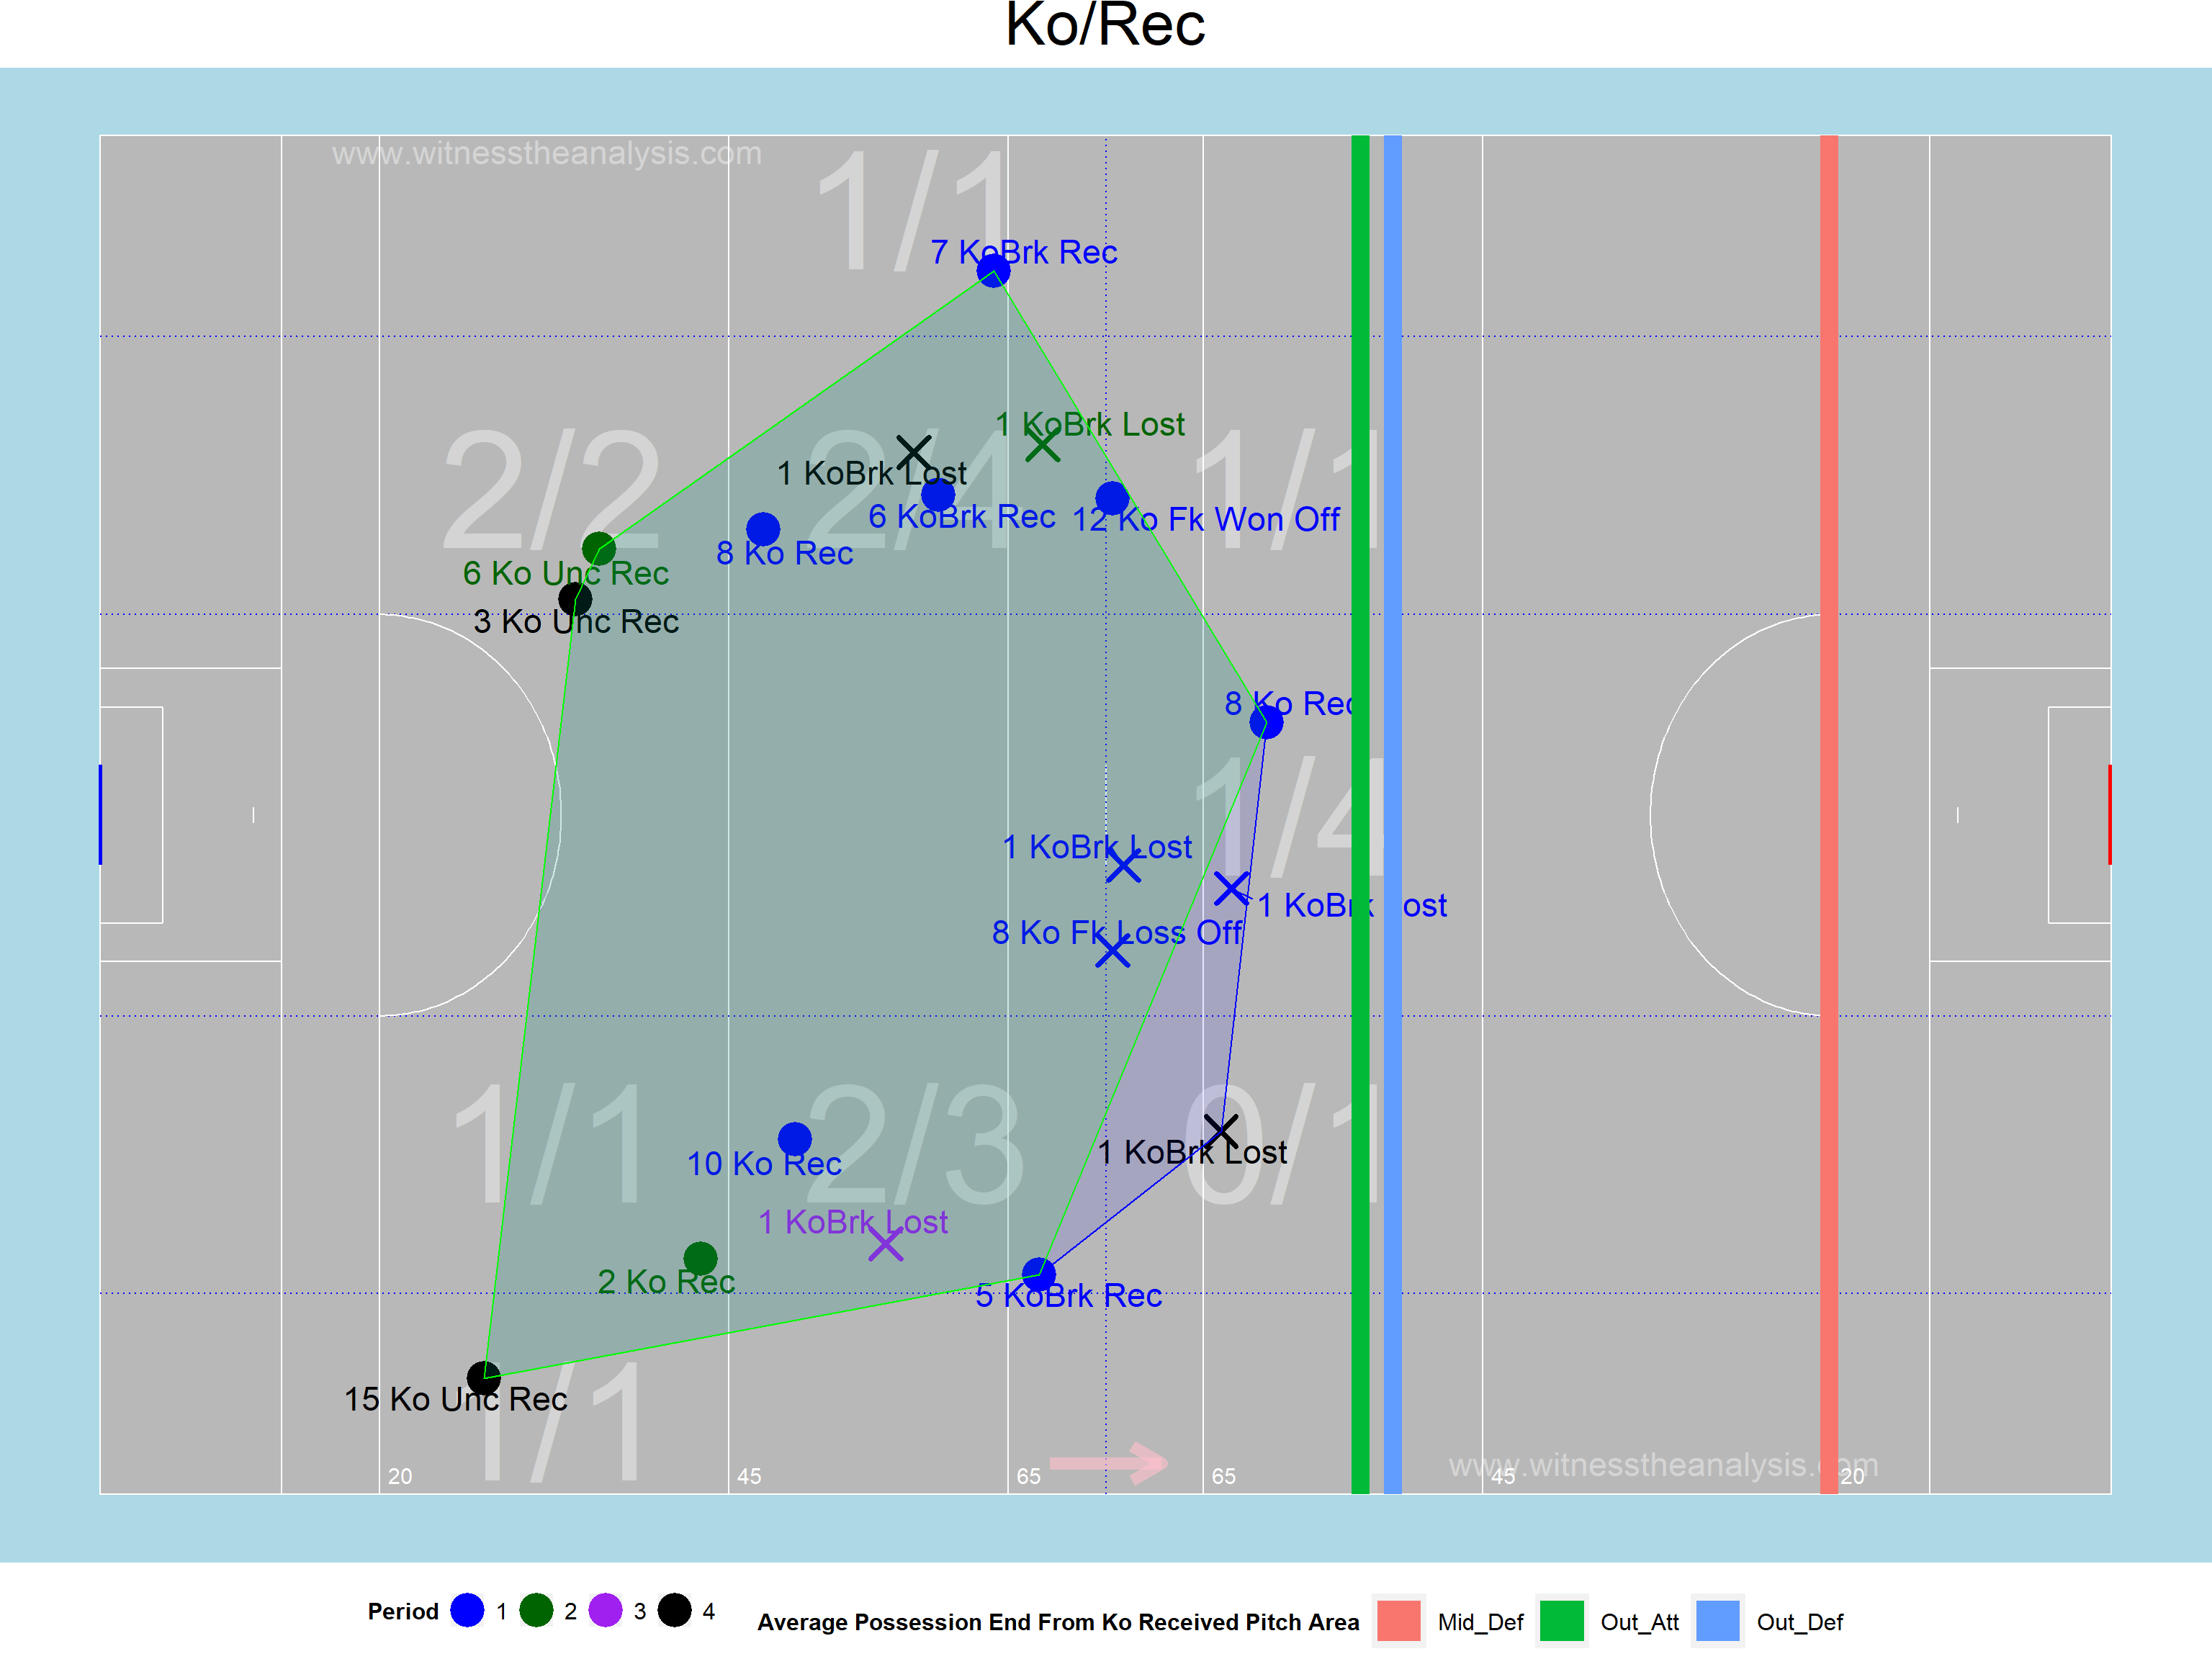 Ko/Rec
www.witnesstheanalysis.com
1/1
7 KoBrk Rec
1 KoBrk Lost
2/2
2/4
1/1
1 KoBrk Lost
6 KoBrk Rec
12 Ko Fk Won Off
8 Ko Rec
6 Ko Unc Rec
3 Ko Unc Rec
8 Ko Rec
1/4
1 KoBrk Lost
1 KoBrk Lost
8 Ko Fk Loss Off
1/1
2/3
0/1
1 KoBrk Lost
10 Ko Rec
1 KoBrk Lost
2 Ko Rec
5 KoBrk Rec
15 Ko Unc Rec
1/1
www.witnesstheanalysis.com
20 45 65 65 45 20
Period 1 2 3 4
Average Possession End From Ko Received Pitch Area Mid_Def Out_Att Out_Def